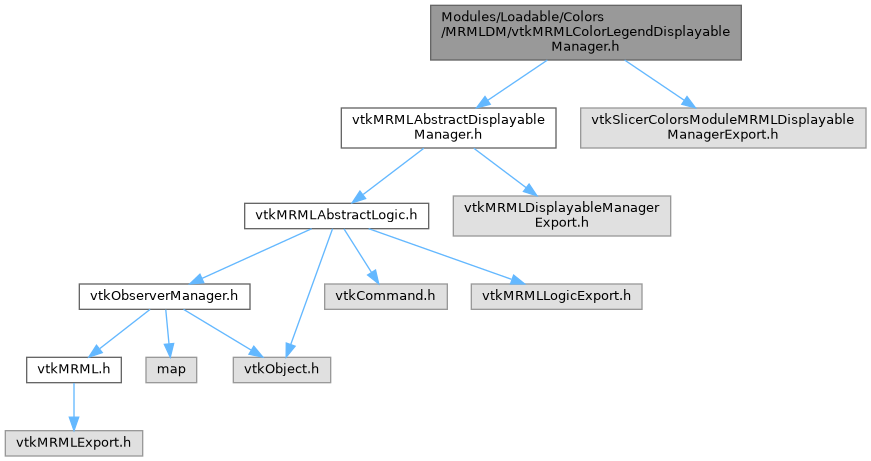 Modules/Loadable/Colors
/MRMLDM/vtkMRMLColorLegendDisplayable
Manager.h
vtkMRMLAbstractDisplayable
Manager.h
vtkSlicerColorsModuleMRMLDisplayable
ManagerExport.h
vtkMRMLAbstractLogic.h
vtkMRMLDisplayableManager
Export.h
vtkObserverManager.h
vtkCommand.h
vtkMRMLLogicExport.h
vtkMRML.h
map
vtkObject.h
vtkMRMLExport.h